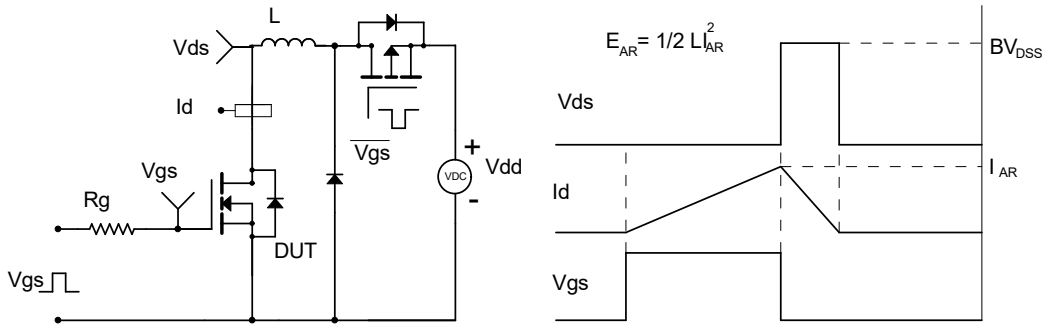 L
Vds
Id
Vgs
Rg
DUT
Vgs
Vgs
VDC
+
-
Vdd
E_AR= 1/2 LI_AR^2
BV_DSS
Vds
I_AR
Id
Vgs